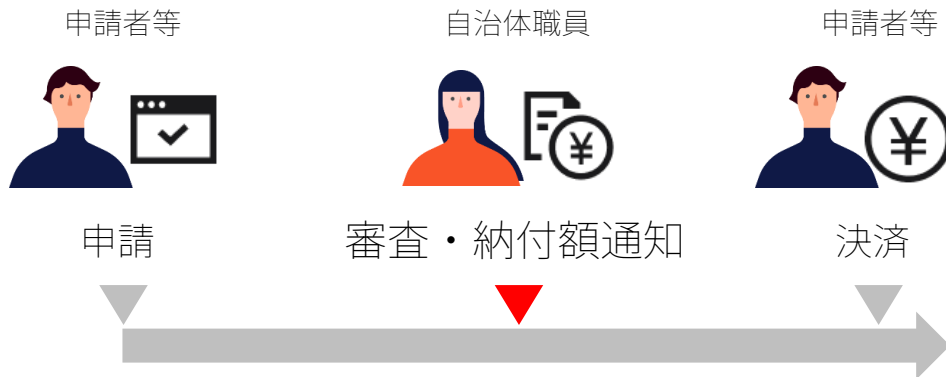 申請者等
自治体職員
申請者等
¥
¥
申請
審査・納付額通知
決済